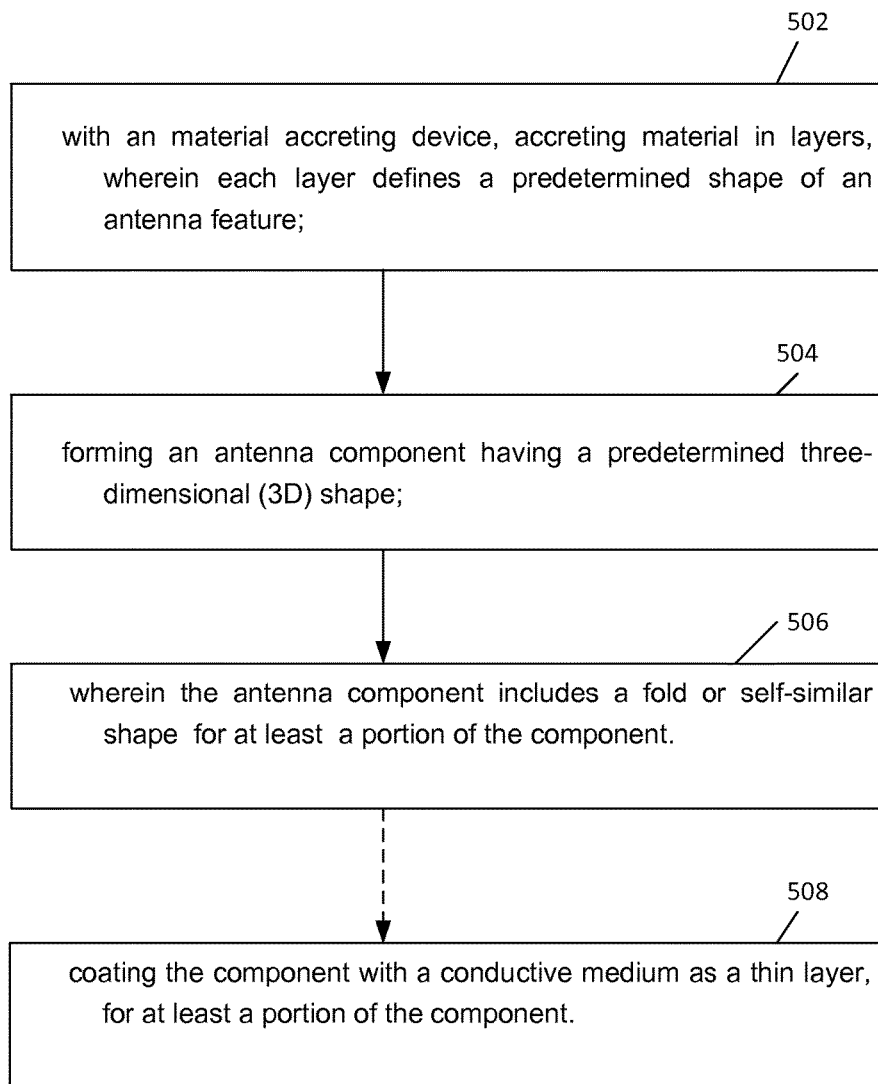 502
with an material accreting device, accreting material in layers,
wherein each layer defines a predetermined shape of an
antenna feature;
504
forming an antenna component having a predetermined three-
dimensional (3D) shape;
506
wherein the antenna component includes a fold or self-similar
shape for at least a portion of the component.
508
coating the component with a conductive medium as a thin layer,
for at least a portion of the component.